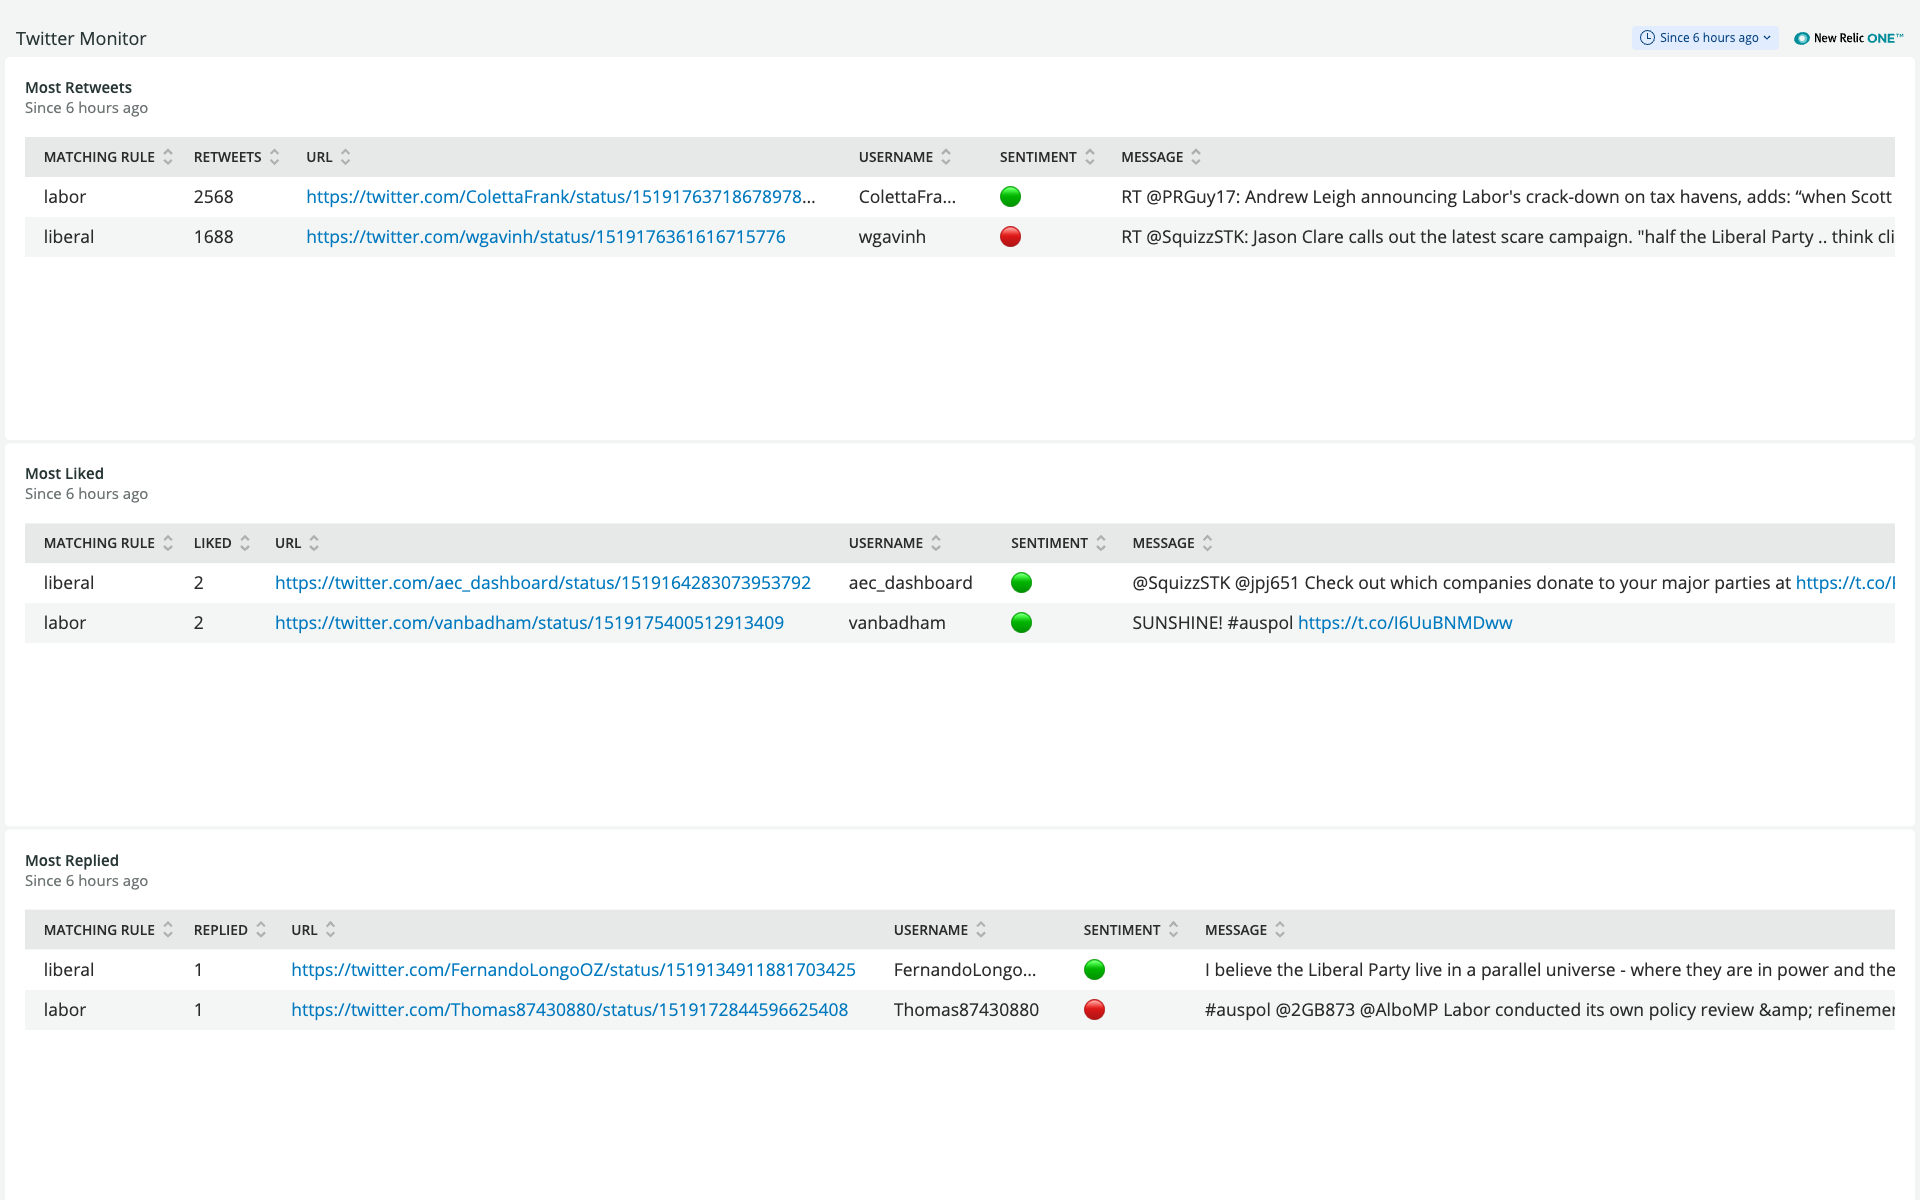 Twitter Monitor
Since 6 hours ago
New Relic ONE™
Most Retweets
Since 6 hours ago
MATCHING RULE RETWEETS URL USERNAME SENTIMENT MESSAGE
labor 2568 https://twitter.com/ColettaFrank/status/15191763718678978... ColettaFra... RT @PRGuy17: Andrew Leigh announcing Labor's crack-down on tax havens, adds: “when Scott
liberal 1688 https://twitter.com/wgavinh/status/1519176361616715776 wgavinh RT @SquizzSTK: Jason Clare calls out the latest scare campaign. "half the Liberal Party .. think cli
Most Liked
Since 6 hours ago
MATCHING RULE LIKED URL USERNAME SENTIMENT MESSAGE
liberal 2 https://twitter.com/aec_dashboard/status/1519164283073953792 aec_dashboard @SquizzSTK @jpj651 Check out which companies donate to your major parties at https://t.co/
labor 2 https://twitter.com/vanbadham/status/1519175400512913409 vanbadham SUNSHINE! #auspol https://t.co/I6UuBNMDww
Most Replied
Since 6 hours ago
MATCHING RULE REPLIED URL USERNAME SENTIMENT MESSAGE
liberal 1 https://twitter.com/FernandoLongoOZ/status/1519134911881703425 FernandoLongo... I believe the Liberal Party live in a parallel universe - where they are in power and the
labor 1 https://twitter.com/Thomas87430880/status/1519172844596625408 Thomas87430880 #auspol @2GB873 @AlboMP Labor conducted its own policy review &amp; refinemer